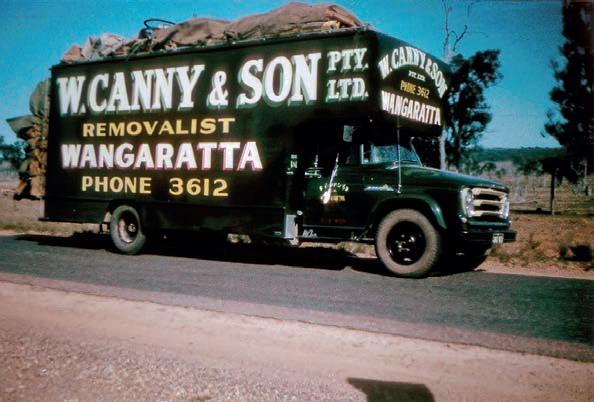 W. CANNY & SON PTY. LTD.
REMOVALIST
WANGARATTA
PHONE 3612
W. CANNY & SON
PTY. LTD.
PHONE 3612
WANGARATTA